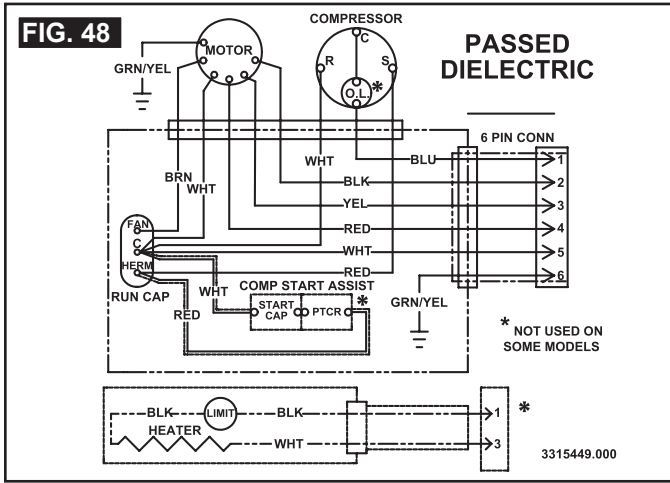 FIG. 48
COMPRESSOR
PASSED
DIELECTRIC
MOTOR
GRN/YEL
C
R
S
O.L.
*
6 PIN CONN
WHT
BLU
1
BRN
WHT
BLK
2
YEL
3
FAN
RED
4
C
WHT
5
HERM
RED
6
RUN CAP
WHT
COMP START ASSIST
*
RED
START
CAP
PTCR
GRN/YEL
* NOT USED ON
SOME MODELS
BLK
LIMIT
BLK
1
*
HEATER
WHT
3
3315449.000